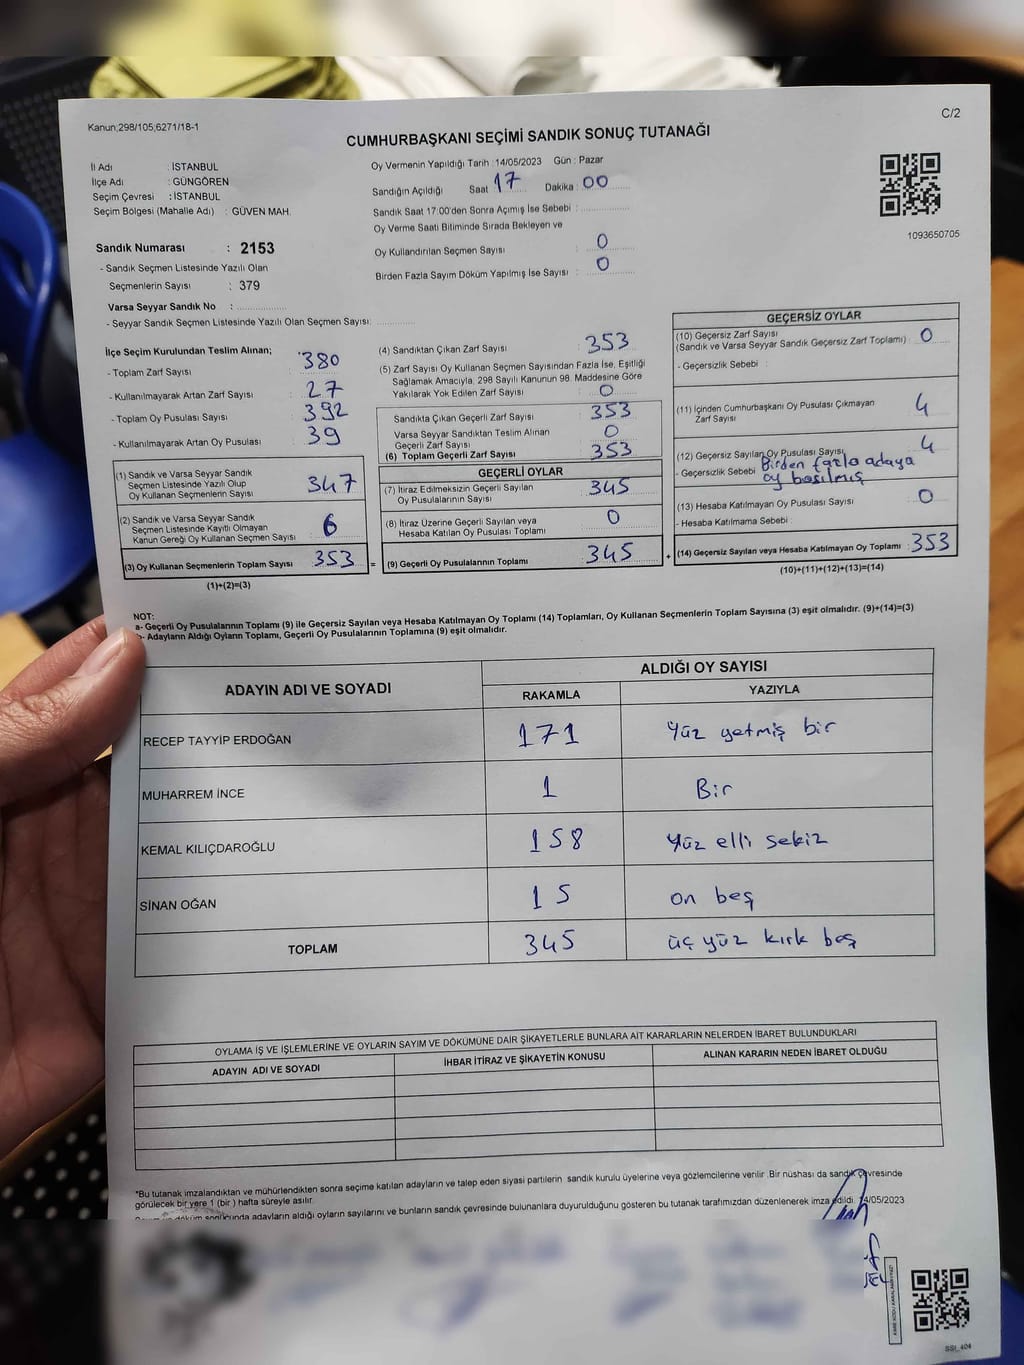 Kanun;298/105;6271/18-1
C/2
CUMHURBAŞKANI SEÇİMİ SANDIK SONUÇ TUTANAĞI
İl Adı : İSTANBUL
İlçe Adı : GÜNGÖREN
Seçim Çevresi : İSTANBUL
Seçim Bölgesi (Mahalle Adı) : GÜVEN MAH.
Oy Vermenin Yapıldığı Tarih : 14/05/2023 Gün : Pazar
Sandığın Açıldığı Saat 17 Dakika : 00
Sandık Saat 17:00'den Sonra Açımış İse Sebebi :
Oy Verme Saati Bitiminde Sırada Bekleyen ve
Oy Kullandırılan Seçmen Sayısı : 0
Birden Fazla Sayım Döküm Yapılmış İse Sayısı : 0
1093650705
Sandık Numarası : 2153
- Sandık Seçmen Listesinde Yazılı Olan
Seçmenlerin Sayısı : 379
Varsa Seyyar Sandık No :
- Seyyar Sandık Seçmen Listesinde Yazılı Olan Seçmen Sayısı:
İlçe Seçim Kurulundan Teslim Alınan;
- Toplam Zarf Sayısı : 380
- Kullanılmayarak Artan Zarf Sayısı : 27
- Toplam Oy Pusulası Sayısı : 392
- Kullanılmayarak Artan Oy Pusulası : 39
(1) Sandık ve Varsa Seyyar Sandık
Seçmen Listesinde Yazılı Olup
Oy Kullanan Seçmenlerin Sayısı : 347
(2) Sandık ve Varsa Seyyar Sandık
Seçmen Listesinde Kayıtlı Olmayan
Kanun Gereği Oy Kullanan Seçmen Sayısı : 6
(3) Oy Kullanan Seçmenlerin Toplam Sayısı : 353 =
(1)+(2)=(3)
(4) Sandıktan Çıkan Zarf Sayısı : 353
(5) Zarf Sayısı Oy Kullanan Seçmen Sayısından Fazla İse, Eşitliği
Sağlamak Amacıyla, 298 Sayılı Kanunun 98. Maddesine Göre
Yakılarak Yok Edilen Zarf Sayısı : 0
Sandıkta Çıkan Geçerli Zarf Sayısı : 353
Varsa Seyyar Sandıktan Teslim Alınan
Geçerli Zarf Sayısı : 0
(6) Toplam Geçerli Zarf Sayısı : 353
GEÇERLİ OYLAR
(7) İtiraz Edilmeksizin Geçerli Sayılan
Oy Pusulalarının Sayısı : 345
(8) İtiraz Üzerine Geçerli Sayılan veya
Hesaba Katılan Oy Pusulası Toplamı : 0
(9) Geçerli Oy Pusulalarının Toplamı : 345 +
GEÇERSİZ OYLAR
(10) Geçersiz Zarf Sayısı
(Sandık ve Varsa Seyyar Sandık Geçersiz Zarf Toplamı) : 0
- Geçersizlik Sebebi :
(11) İçinden Cumhurbaşkanı Oy Pusulası Çıkmayan
Zarf Sayısı 4
(12) Geçersiz Sayılan Oy Pusulası Sayısı 4
- Geçersizlik Sebebi Birden fazla adaya
oy basılmış
(13) Hesaba Katılmayan Oy Pusulası Sayısı 0
- Hesaba Katılmama Sebebi :
(14) Geçersiz Sayılan veya Hesaba Katılmayan Oy Toplamı : 353
(10)+(11)+(12)+(13)=(14)
NOT:
a- Geçerli Oy Pusulalarının Toplamı (9) ile Geçersiz Sayılan veya Hesaba Katılmayan Oy Toplamı (14) Toplamları, Oy Kullanan Seçmenlerin Toplam Sayısına (3) eşit olmalıdır. (9)+(14)=(3)
b- Adayların Aldığı Oyların Toplamı, Geçerli Oy Pusulalarının Toplamına (9) eşit olmalıdır.
ADAYIN ADI VE SOYADI
ALDIĞI OY SAYISI
RAKAMLA YAZIYLA
RECEP TAYYİP ERDOĞAN 171 Yüz yetmiş bir
MUHARREM İNCE 1 Bir
KEMAL KILIÇDAROĞLU 158 Yüz elli sekiz
SİNAN OĞAN 15 on beş
TOPLAM 345 üç yüz kırk beş
OYLAMA İŞ VE İŞLEMLERİNE VE OYLARIN SAYIM VE DÖKÜMÜNE DAİR ŞİKAYETLERLE BUNLARA AİT KARARLARIN NELERDEN İBARET BULUNDUKLARI
ADAYIN ADI VE SOYADI İHBAR İTİRAZ VE ŞİKAYETİN KONUSU ALINAN KARARIN NEDEN İBARET OLDUĞU
*Bu tutanak imzalandıktan ve mühürlendikten sonra seçime katılan adayların ve talep eden siyasi partilerin sandık kurulu üyelerine veya gözlemcilerine verilir .Bir nüshası da sandık çevresinde
görülecek bir yere 1 (bir ) hafta süreyle asılır.
sonucunda adayların aldığı oyların sayılarını ve bunların sandık çevresinde bulunanlara duyurulduğunu gösteren bu tutanak tarafımızdan düzenlenerek imza edildi. 14/05/2023
SSI_404